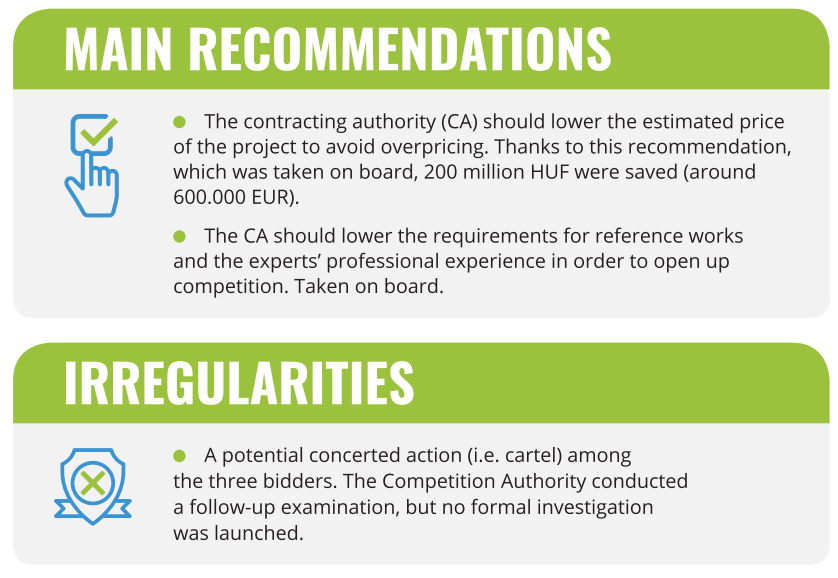 MAIN RECOMMENDATIONS
● The contracting authority (CA) should lower the estimated price
of the project to avoid overpricing. Thanks to this recommendation,
which was taken on board, 200 million HUF were saved (around
600.000 EUR).
● The CA should lower the requirements for reference works
and the experts’ professional experience in order to open up
competition. Taken on board.
IRREGULARITIES
● A potential concerted action (i.e. cartel) among
the three bidders. The Competition Authority conducted
a follow-up examination, but no formal investigation
was launched.